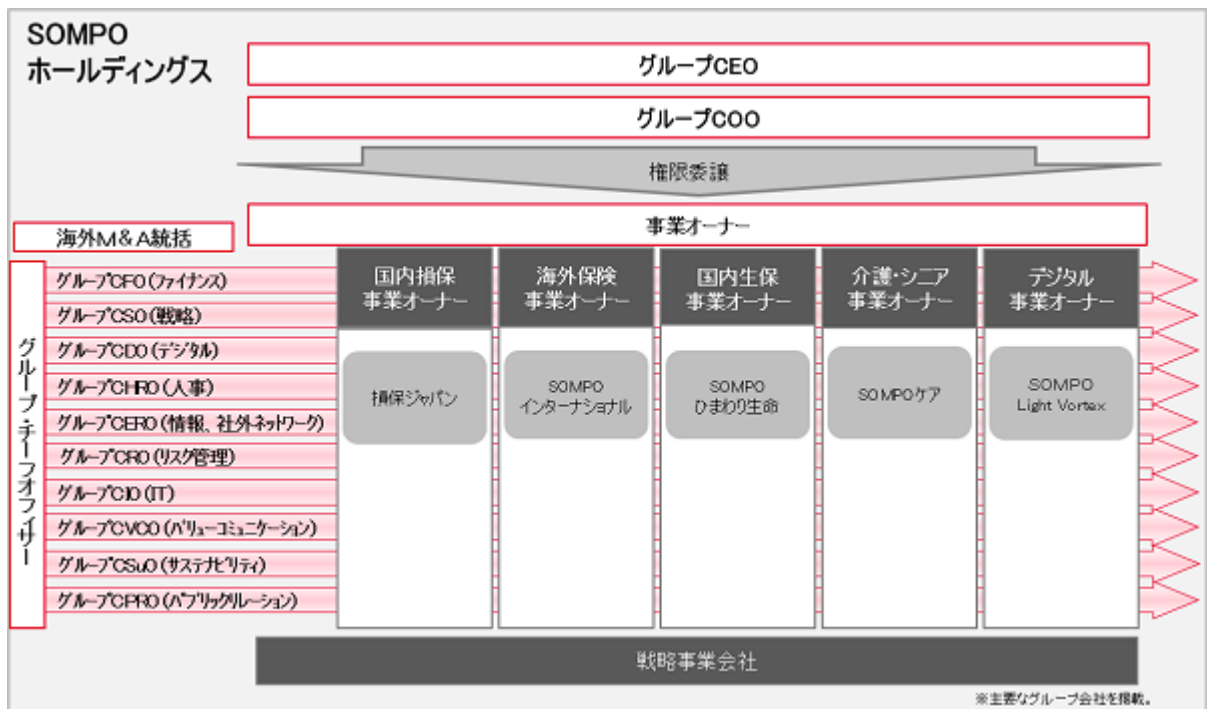 SOMPO
ホールディングス
グループCEO
グループCOO
権限委譲
海外M&A統括
事業オーナー
グループ・チーフオフィサー
グループCFO(ファイナンス)
グループCSO(戦略)
グループCDO(デジタル)
グループCHRO(人事)
グループCERO(情報、社外ネットワーク)
グループCRO(リスク管理)
グループCIO(IT)
グループCVCO(バリューコミュニケーション)
グループCSuO(サステナビリティ)
グループCPRO(パブリックリレーション)
国内損保
事業オーナー
損保ジャパン
海外保険
事業オーナー
SOMPO
インターナショナル
国内生保
事業オーナー
SOMPO
ひまわり生命
介護・シニア
事業オーナー
SOMPOケア
デジタル
事業オーナー
SOMPO
Light Vortex
戦略事業会社
※主要なグループ会社を掲載。